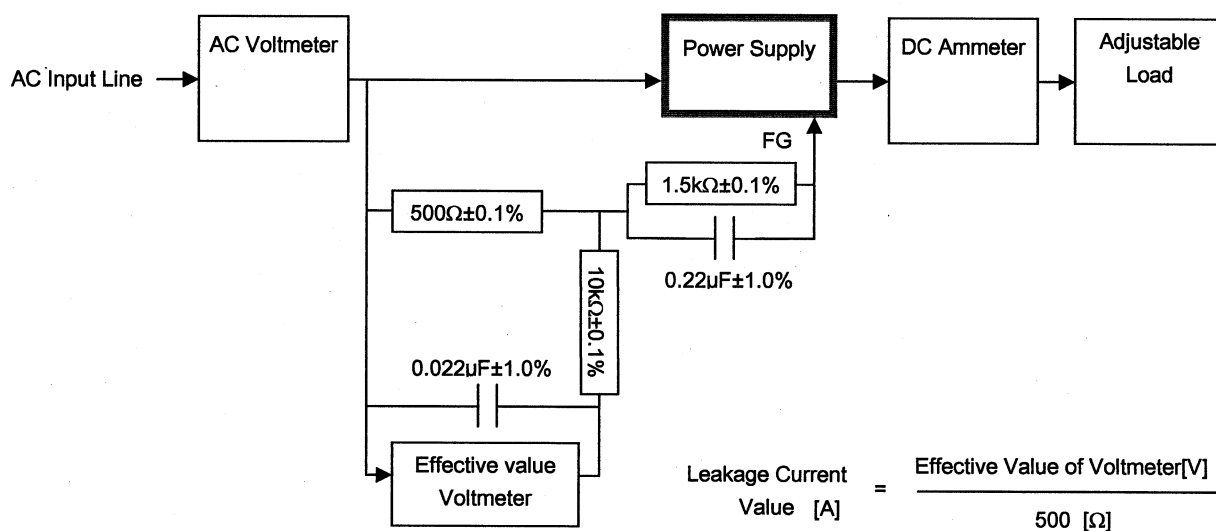 AC Voltmeter
AC Input Line
Power Supply
DC Ammeter
Adjustable
Load
FG
500Ω±0.1%
1.5kΩ±0.1%
0.22µF±1.0%
10kΩ±0.1%
0.022µF±1.0%
Effective value
Voltmeter
Leakage Current
Value [A]
=
Effective Value of Voltmeter[V]
500 [Ω]